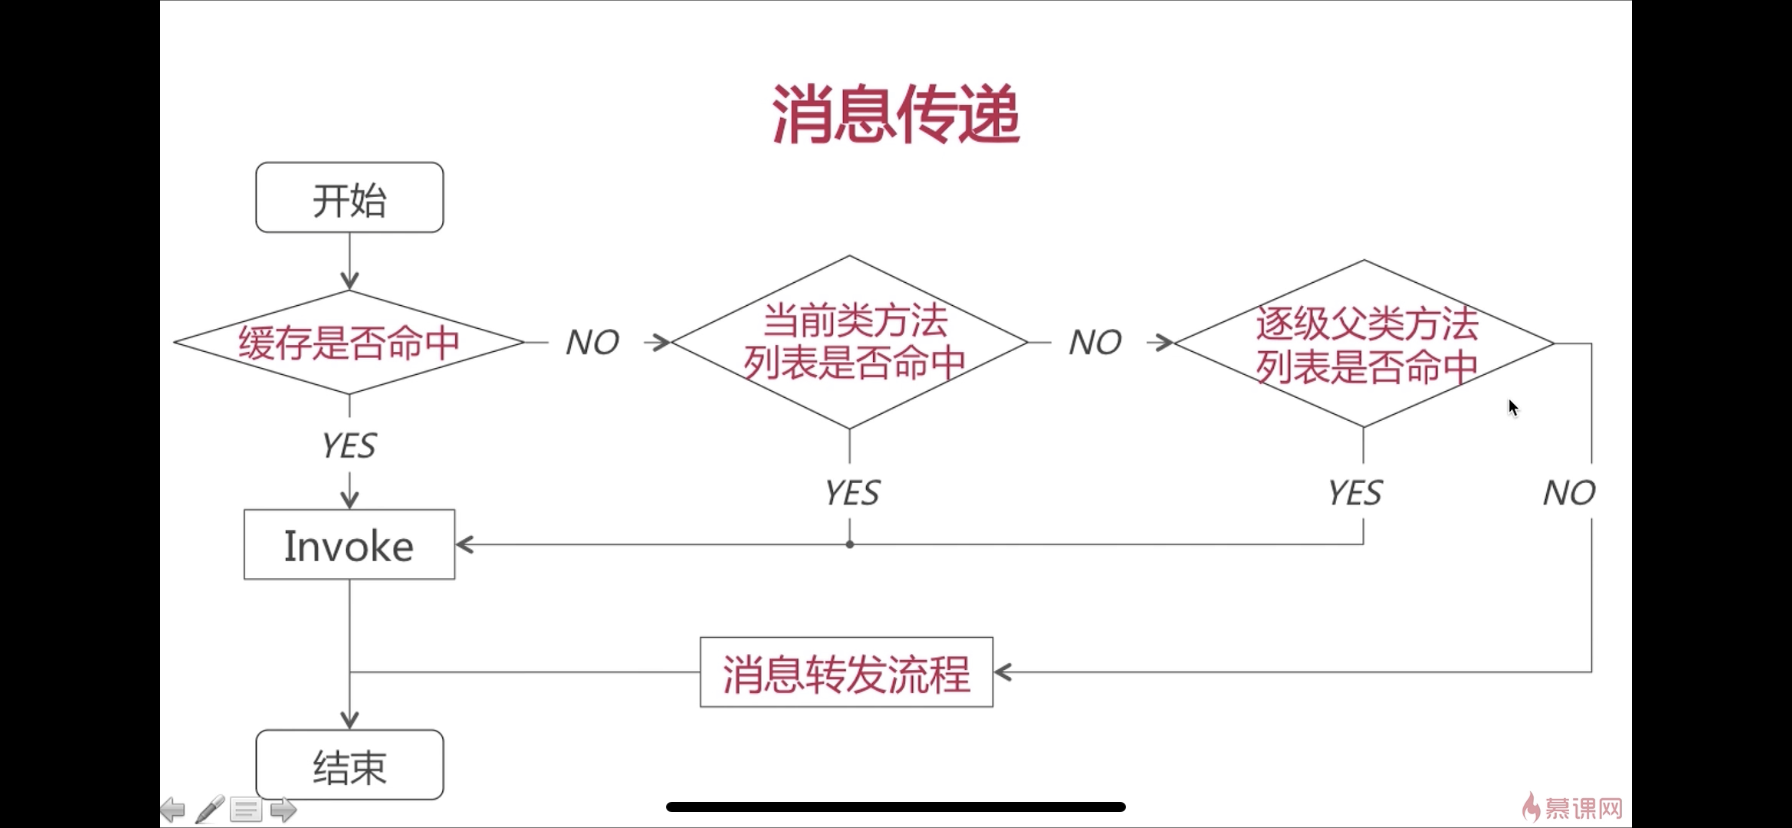 消息传递
开始
缓存是否命中
NO
当前类方法
列表是否命中
NO
逐级父类方法
列表是否命中
YES
YES
YES
NO
Invoke
消息转发流程
结束
慕课网